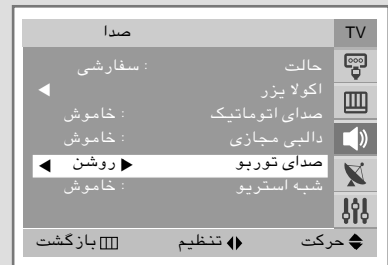 صدا
TV
حالت : سفارشی
اکولا یزر
صدای اتوماتیک : خاموش
دالبی مجازی : خاموش
صدای توربو روشن
شبه استریو : خاموش
حرکت تنظیم بازگشت